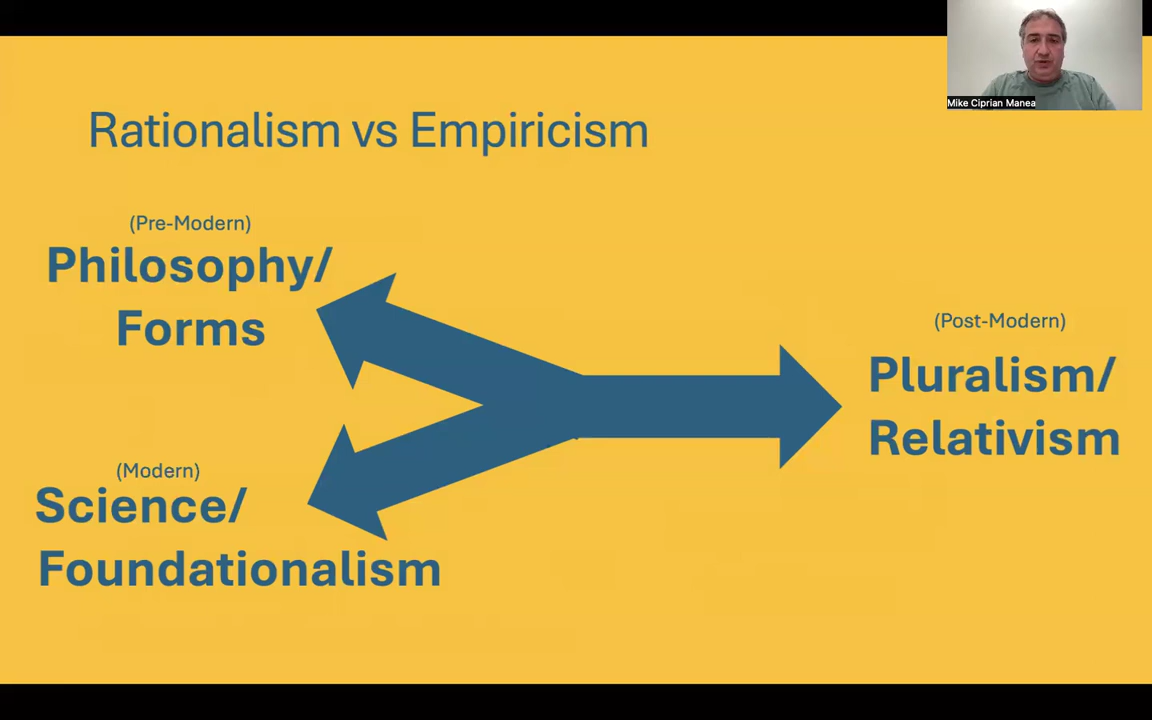 Mike Ciprian Manea
Rationalism vs Empiricism
(Pre-Modern)
Philosophy/
Forms
(Post-Modern)
Pluralism/
Relativism
(Modern)
Science/
Foundationalism